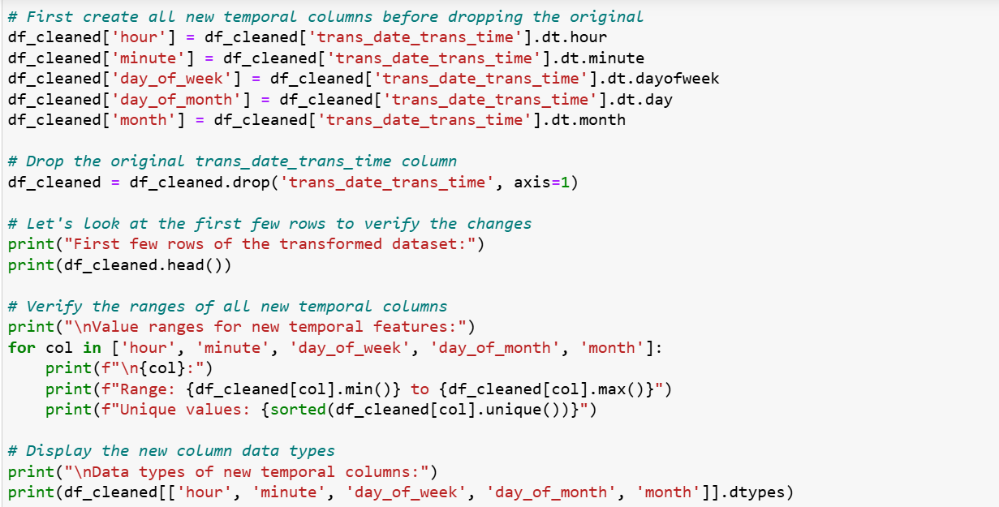 # First create all new temporal columns before dropping the original
df_cleaned['hour'] = df_cleaned['trans_date_trans_time'].dt.hour
df_cleaned['minute'] = df_cleaned['trans_date_trans_time'].dt.minute
df_cleaned['day_of_week'] = df_cleaned['trans_date_trans_time'].dt.dayofweek
df_cleaned['day_of_month'] = df_cleaned['trans_date_trans_time'].dt.day
df_cleaned['month'] = df_cleaned['trans_date_trans_time'].dt.month

# Drop the original trans_date_trans_time column
df_cleaned = df_cleaned.drop('trans_date_trans_time', axis=1)

# Let's look at the first few rows to verify the changes
print("First few rows of the transformed dataset:")
print(df_cleaned.head())

# Verify the ranges of all new temporal columns
print("\nValue ranges for new temporal features:")
for col in ['hour', 'minute', 'day_of_week', 'day_of_month', 'month']:
    print(f"\n{col}:")
    print(f"Range: {df_cleaned[col].min()} to {df_cleaned[col].max()}")
    print(f"Unique values: {sorted(df_cleaned[col].unique())}")

# Display the new column data types
print("\nData types of new temporal columns:")
print(df_cleaned[['hour', 'minute', 'day_of_week', 'day_of_month', 'month']].dtypes)